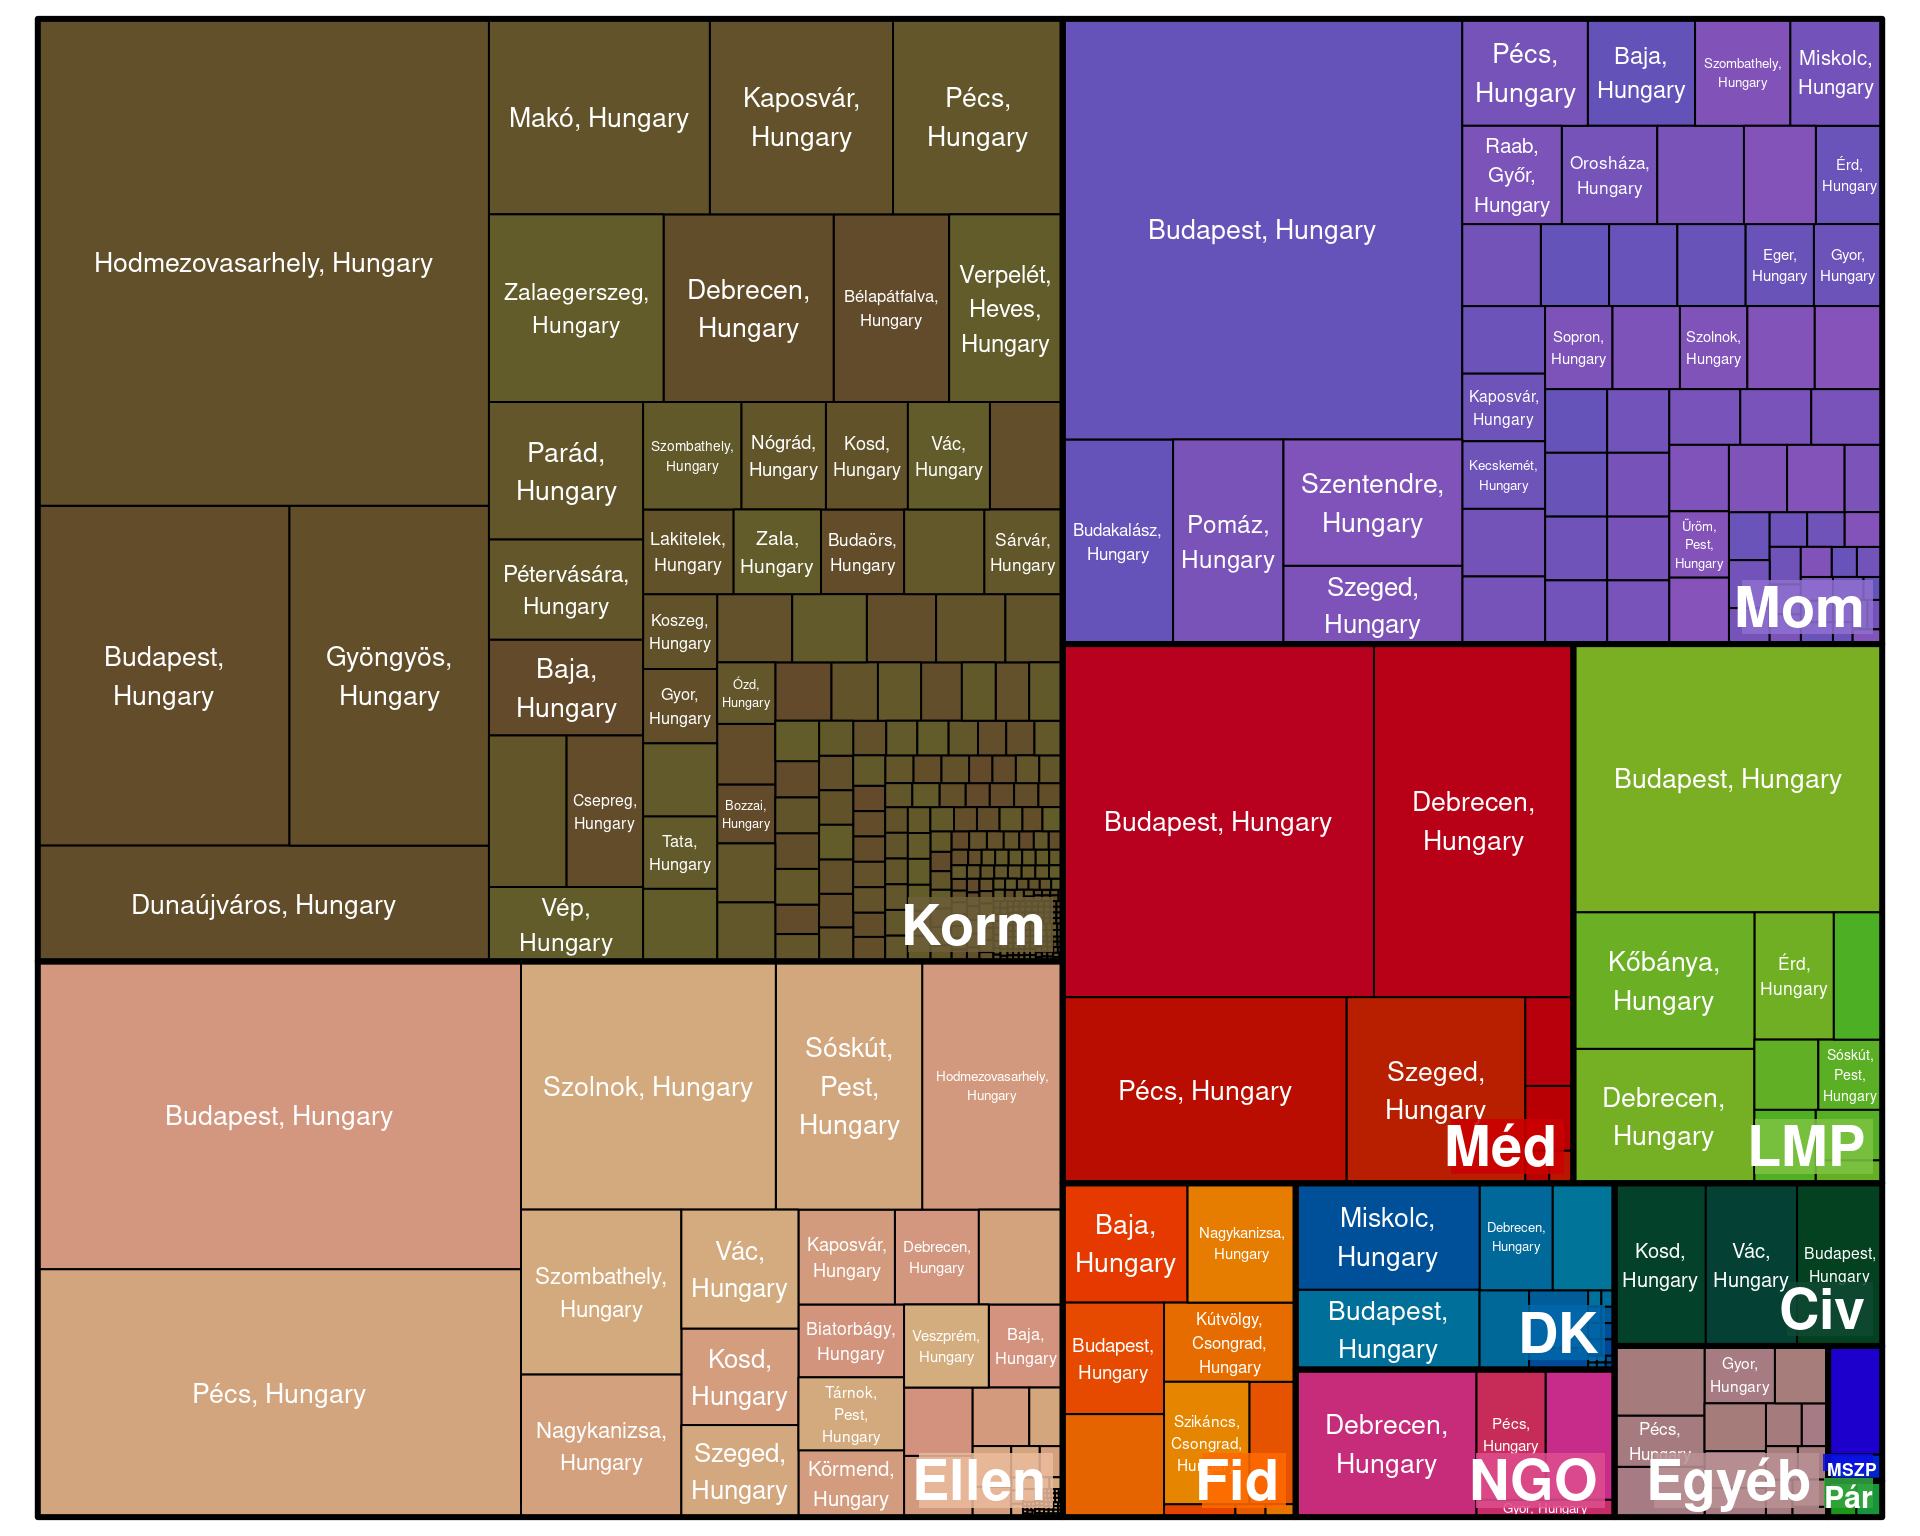 Hodmezovasarhely, Hungary
Makó, Hungary
Kaposvár,
Hungary
Pécs,
Hungary
Zalaegerszeg,
Hungary
Debrecen,
Hungary
Bélapátfalva,
Hungary
Verpelét,
Heves,
Hungary
Budapest,
Hungary
Gyöngyös,
Hungary
Dunaújváros, Hungary
Parád,
Hungary
Szombathely,
Hungary
Nógrád,
Hungary
Kosd,
Hungary
Vác,
Hungary
Pétervására,
Hungary
Lakitelek,
Hungary
Zala,
Hungary
Budaörs,
Hungary
Sárvár,
Hungary
Baja,
Hungary
Koszeg,
Hungary
Gyor,
Hungary
Ózd,
Hungary
Csepreg,
Hungary
Bozzai,
Hungary
Tata,
Hungary
Vép,
Hungary
Korm
Budapest, Hungary
Pécs,
Hungary
Baja,
Hungary
Szombathely,
Hungary
Miskolc,
Hungary
Raab,
Győr,
Hungary
Orosháza,
Hungary
Érd,
Hungary
Eger,
Hungary
Gyor,
Hungary
Sopron,
Hungary
Szolnok,
Hungary
Kaposvár,
Hungary
Kecskemét,
Hungary
Üröm,
Pest,
Hungary
Budakalász,
Hungary
Pomáz,
Hungary
Szentendre,
Hungary
Szeged,
Hungary
Mom
Budapest, Hungary
Debrecen,
Hungary
Pécs, Hungary
Szeged,
Hungary
Méd
Budapest, Hungary
Kőbánya,
Hungary
Érd,
Hungary
Debrecen,
Hungary
Sóskút,
Pest,
Hungary
LMP
Budapest, Hungary
Pécs, Hungary
Szolnok, Hungary
Sóskút,
Pest,
Hungary
Hodmezovasarhely,
Hungary
Szombathely,
Hungary
Vác,
Hungary
Kaposvár,
Hungary
Debrecen,
Hungary
Nagykanizsa,
Hungary
Kosd,
Hungary
Biatorbágy,
Hungary
Veszprém,
Hungary
Baja,
Hungary
Tárnok,
Pest,
Hungary
Szeged,
Hungary
Körmend,
Hungary
Ellen
Baja,
Hungary
Nagykanizsa,
Hungary
Budapest,
Hungary
Kútvölgy,
Csongrad,
Hungary
Szikáncs,
Csongrad,
Hungary
Fid
Miskolc,
Hungary
Debrecen,
Hungary
Budapest,
Hungary
DK
Debrecen,
Hungary
Pécs,
Hungary
Gyor, Hungary
NGO
Kosd,
Hungary
Vác,
Hungary
Budapest,
Hungary
Civ
Gyor,
Hungary
Pécs,
Hungary
Egyéb
MSZP
Pár